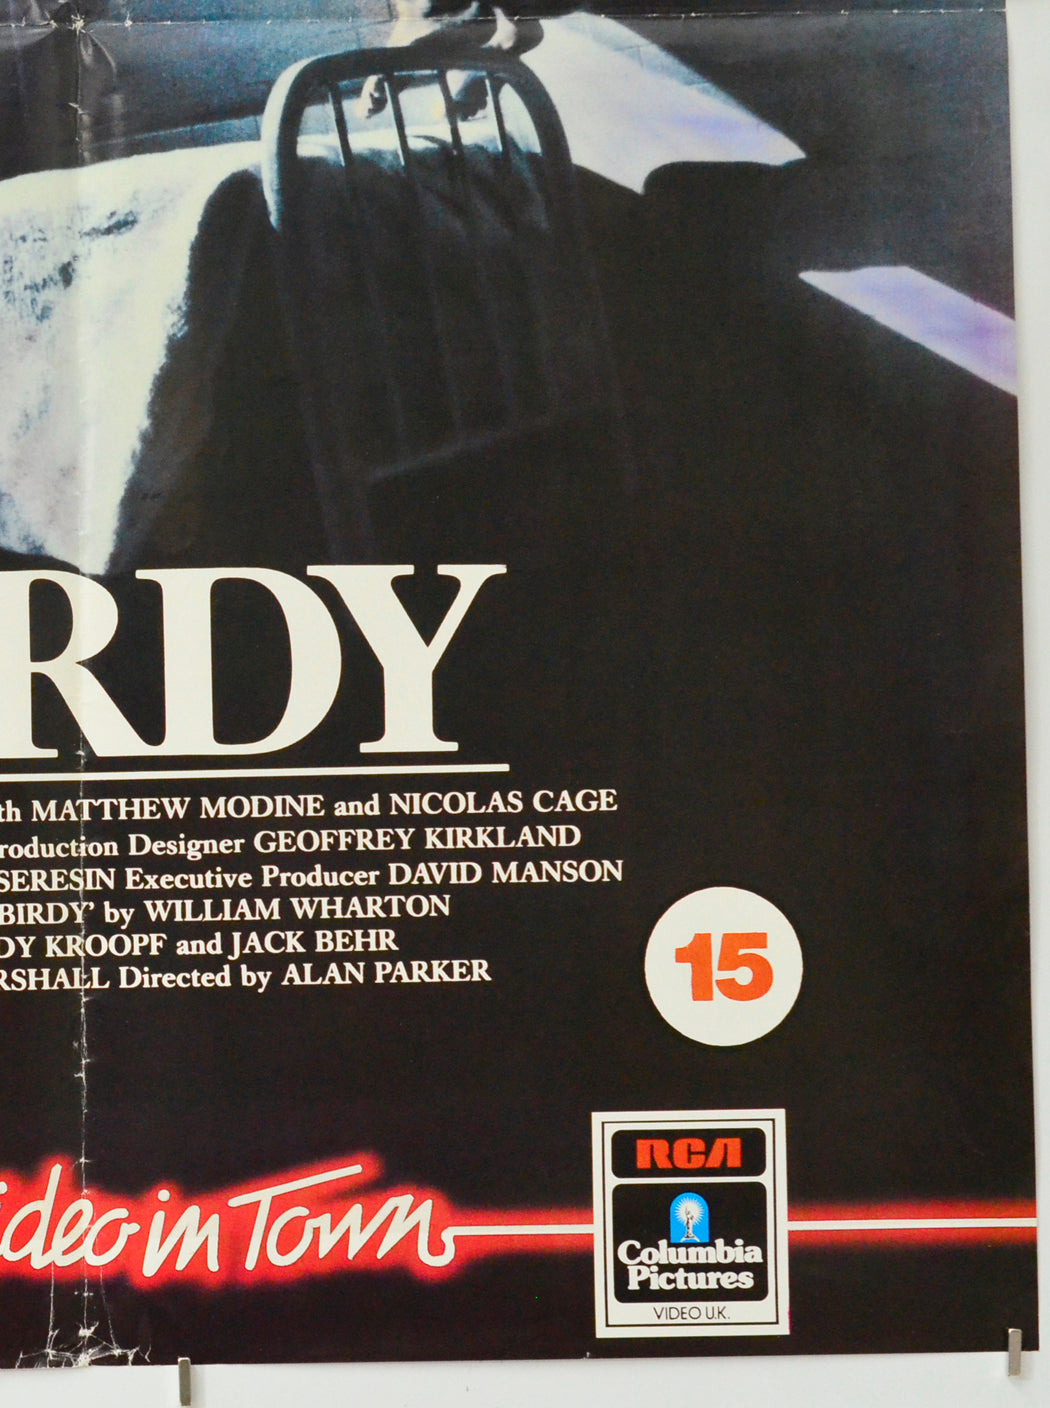 RDY
th MATTHEW MODINE and NICOLAS CAGE
roduction Designer GEOFFREY KIRKLAND
SERESIN Executive Producer DAVID MANSON
BIRDY' by WILLIAM WHARTON
DY KROOPF and JACK BEHR
RSHALL Directed by ALAN PARKER
15
ideo in Town
RCA
Columbia
Pictures
VIDEO U.K.